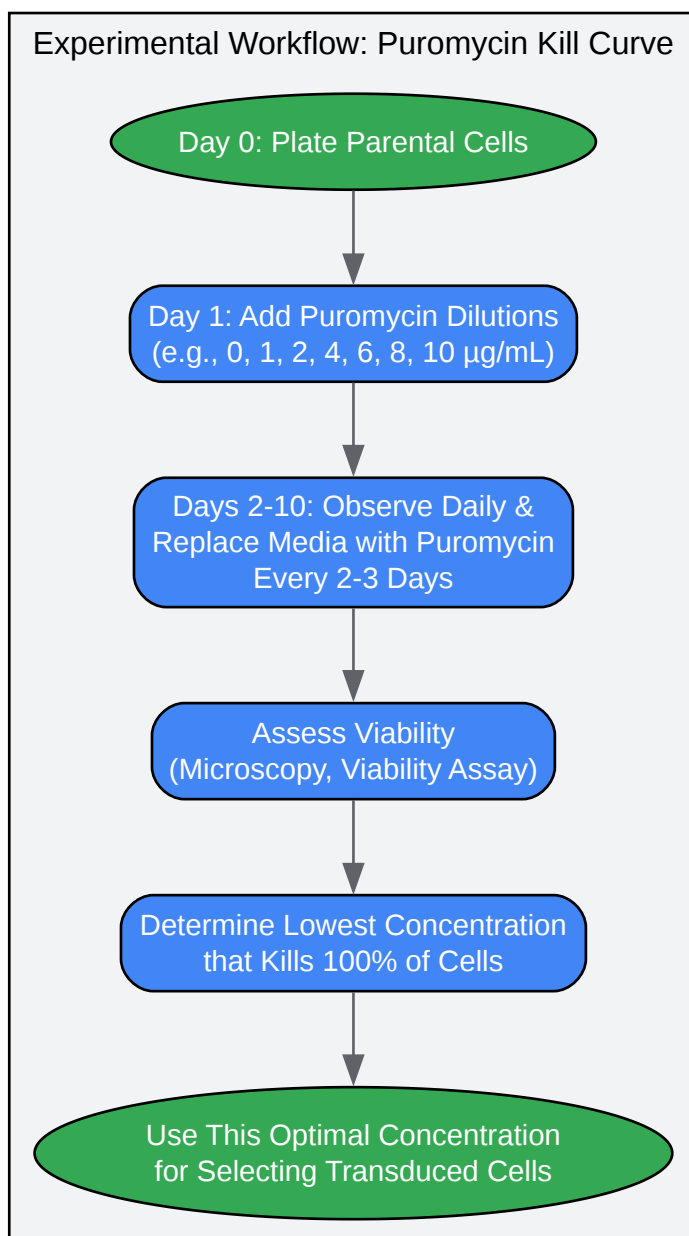 Experimental Workflow: Puromycin Kill Curve
Day 0: Plate Parental Cells
Day 1: Add Puromycin Dilutions
(e.g., 0, 1, 2, 4, 6, 8, 10 µg/mL)
Days 2-10: Observe Daily &
Replace Media with Puromycin
Every 2-3 Days
Assess Viability
(Microscopy, Viability Assay)
Determine Lowest Concentration
that Kills 100% of Cells
Use This Optimal Concentration
for Selecting Transduced Cells